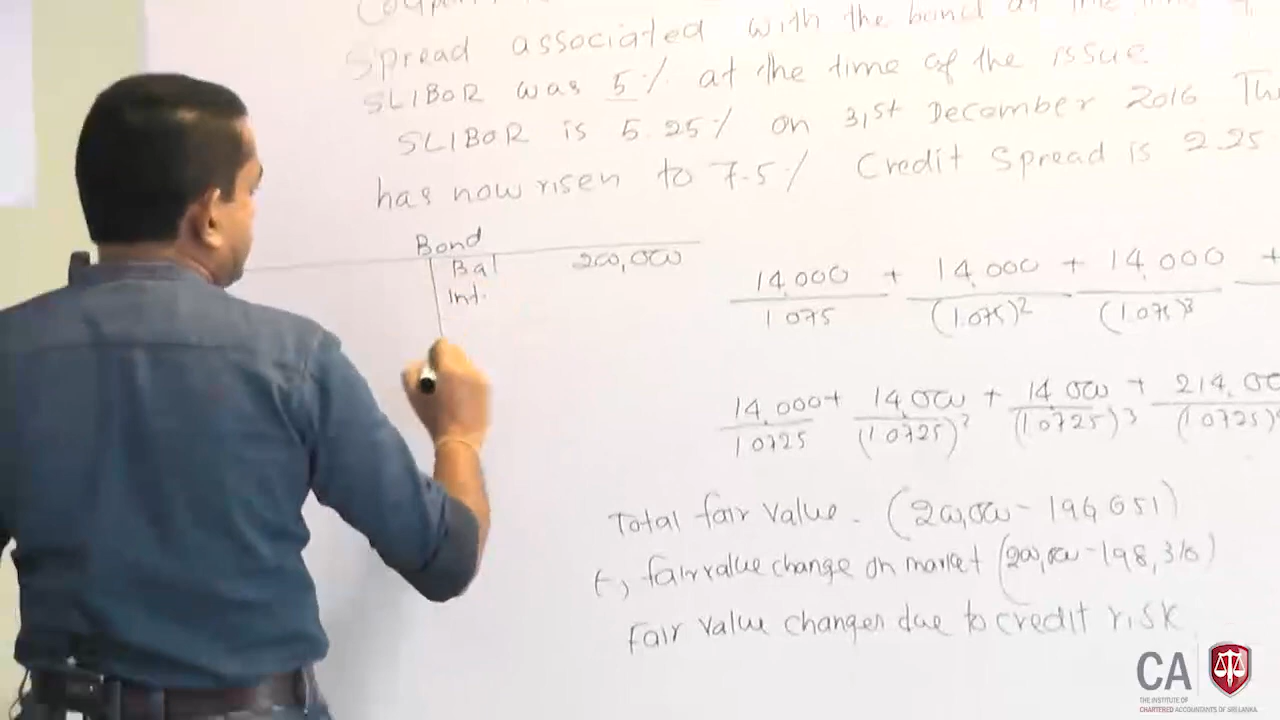 Coupon
Spread associated with the bond at the time
SLIBOR was 5% at the time of the issue
SLIBOR is 5.25% on 31st December 2016 The
has now risen to 7.5% Credit Spread is 2.25
Bond
Bal 200,000
Int.
14,000 + 14,000 + 14,000 +
1.075 (1.075)2 (1.075)3
14,000 + 14,000 + 14,000 + 214,00
1.0725 (1.0725)2 (1.0725)3 (1.0725)
Total fair value. (200,000 - 196651)
(-) fair value change on market (200,000 - 198,310)
fair value changes due to credit risk
CA
THE INSTITUTE OF
CHARTERED ACCOUNTANTS OF SRI LANKA